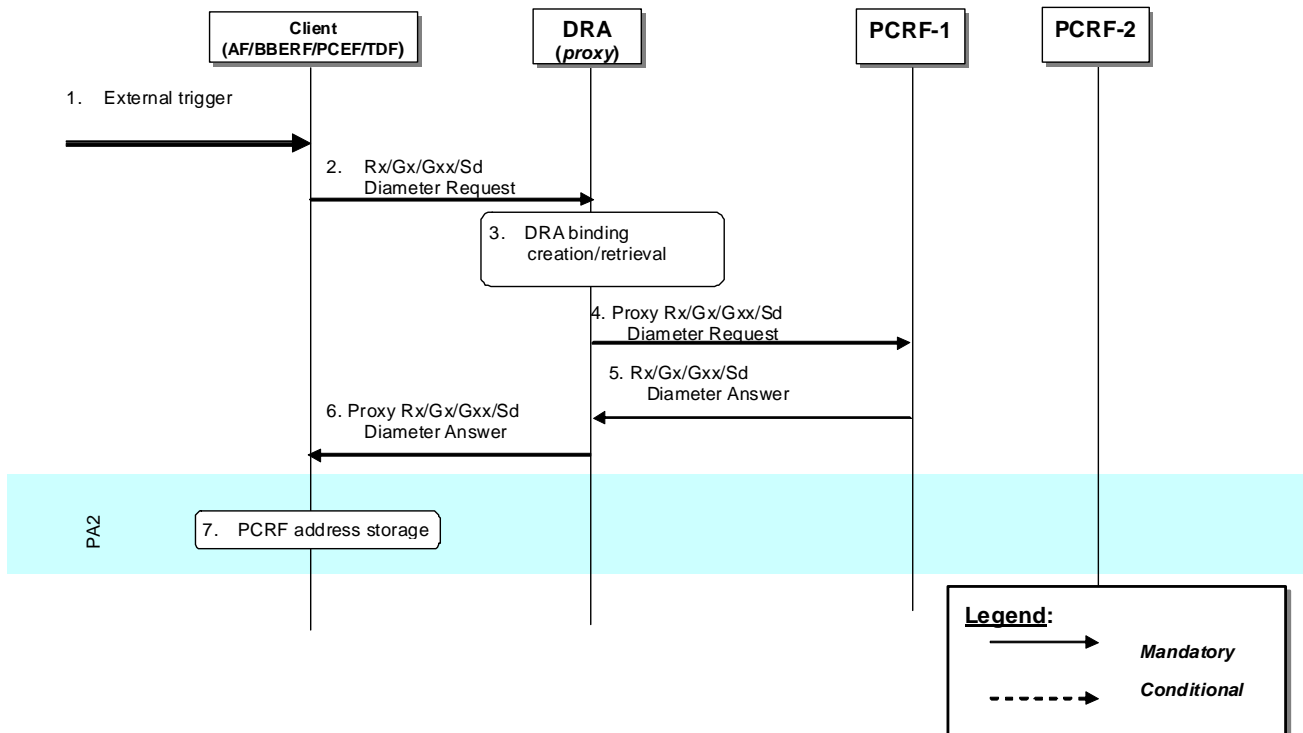 Client
(AF/BBERF/PCEF/TDF)
DRA
(proxy)
PCRF-1
PCRF-2
1. External trigger
2. Rx/Gx/Gxx/Sd
Diameter Request
3. DRA binding
creation/retrieval
4. Proxy Rx/Gx/Gxx/Sd
Diameter Request
5. Rx/Gx/Gxx/Sd
Diameter Answer
6. Proxy Rx/Gx/Gxx/Sd
Diameter Answer
PA2
7. PCRF address storage
Legend:
Mandatory
Conditional